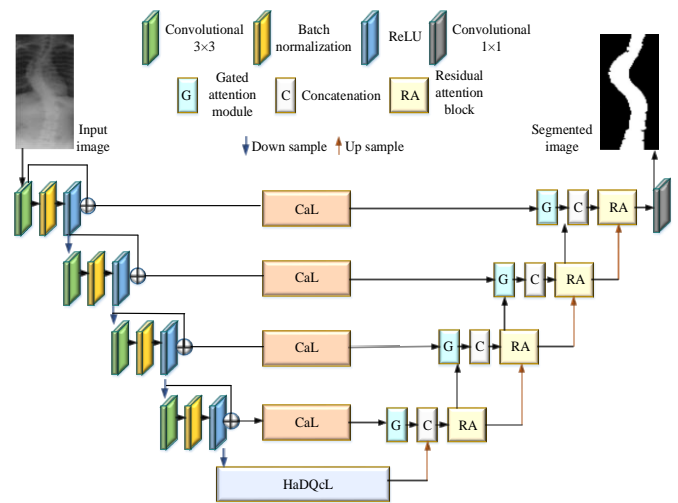 Convolutional
3×3
Batch
normalization
ReLU
Convolutional
1×1
G
Gated
attention
module
C
Concatenation
RA
Residual
attention
block
Input
image
Segmented
image
Down sample
Up sample
CaL
G
C
RA
CaL
G
C
RA
CaL
G
C
RA
CaL
G
C
RA
HaDQcL